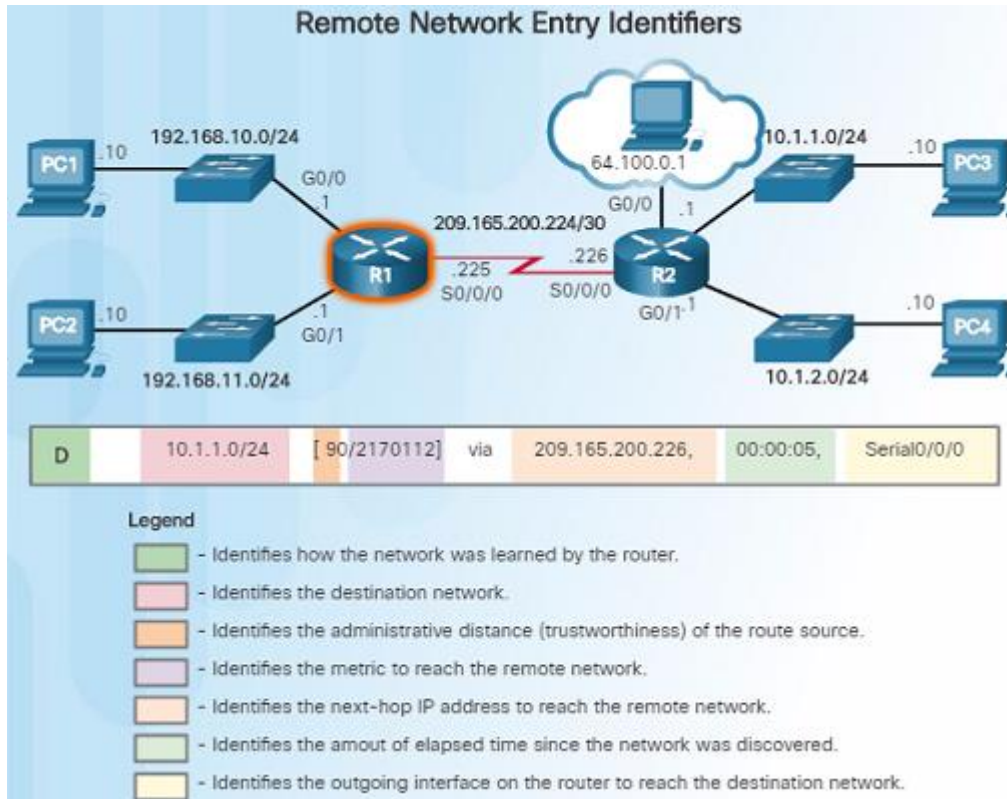 Remote Network Entry Identifiers
192.168.10.0/24
10.1.1.0/24
PC1
.10
64.100.0.1
.10
PC3
G0/0
.1
G0/0
.1
209.165.200.224/30
R1
.225
S0/0/0
.226
S0/0/0
R2
G0/1
.1
PC2
.10
.1
G0/1
.10
PC4
192.168.11.0/24
10.1.2.0/24
D 10.1.1.0/24 [ 90/2170112] via 209.165.200.226, 00:00:05, Serial0/0/0
Legend
- Identifies how the network was learned by the router.
- Identifies the destination network.
- Identifies the administrative distance (trustworthiness) of the route source.
- Identifies the metric to reach the remote network.
- Identifies the next-hop IP address to reach the remote network.
- Identifies the amout of elapsed time since the network was discovered.
- Identifies the outgoing interface on the router to reach the destination network.